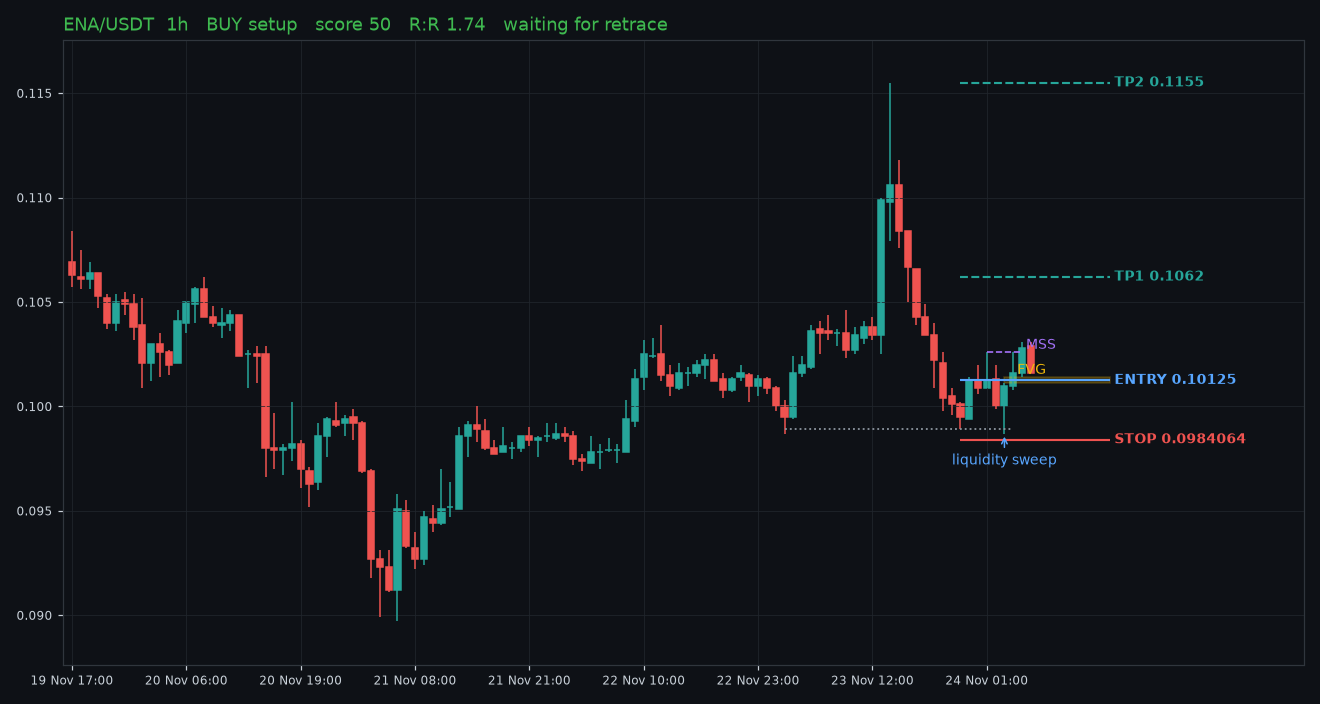 ENA/USDT 1h BUY setup score 50 R:R 1.74 waiting for retrace
0.115
0.110
0.105
0.100
0.095
0.090
TP2 0.1155
TP1 0.1062
MSS
FVG
ENTRY 0.10125
STOP 0.0984064
liquidity sweep
19 Nov 17:00
20 Nov 06:00
20 Nov 19:00
21 Nov 08:00
21 Nov 21:00
22 Nov 10:00
22 Nov 23:00
23 Nov 12:00
24 Nov 01:00